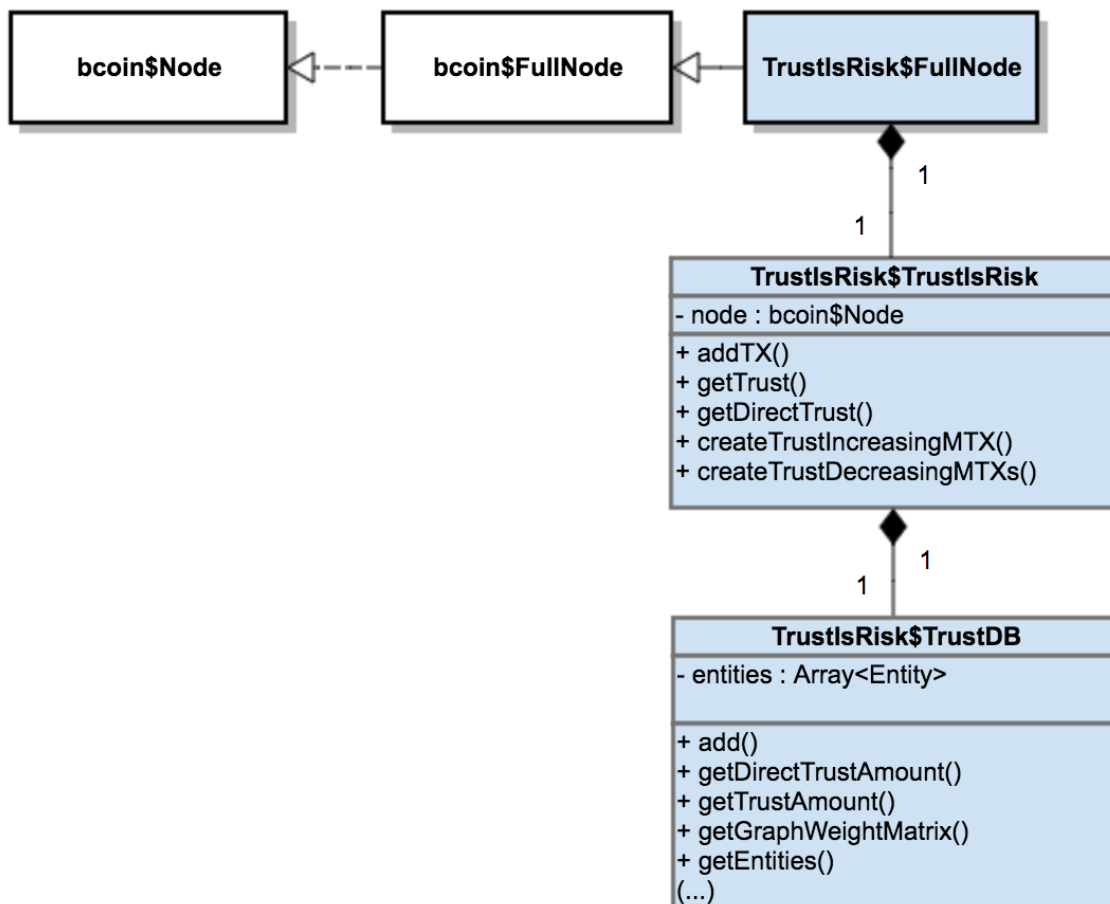 bcoin$Node
bcoin$FullNode
TrustIsRisk$FullNode
1
1
TrustIsRisk$TrustIsRisk
- node : bcoin$Node
+ addTX()
+ getTrust()
+ getDirectTrust()
+ createTrustIncreasingMTX()
+ createTrustDecreasingMTXs()
1
1
TrustIsRisk$TrustDB
- entities : Array<Entity>
+ add()
+ getDirectTrustAmount()
+ getTrustAmount()
+ getGraphWeightMatrix()
+ getEntities()
(...)